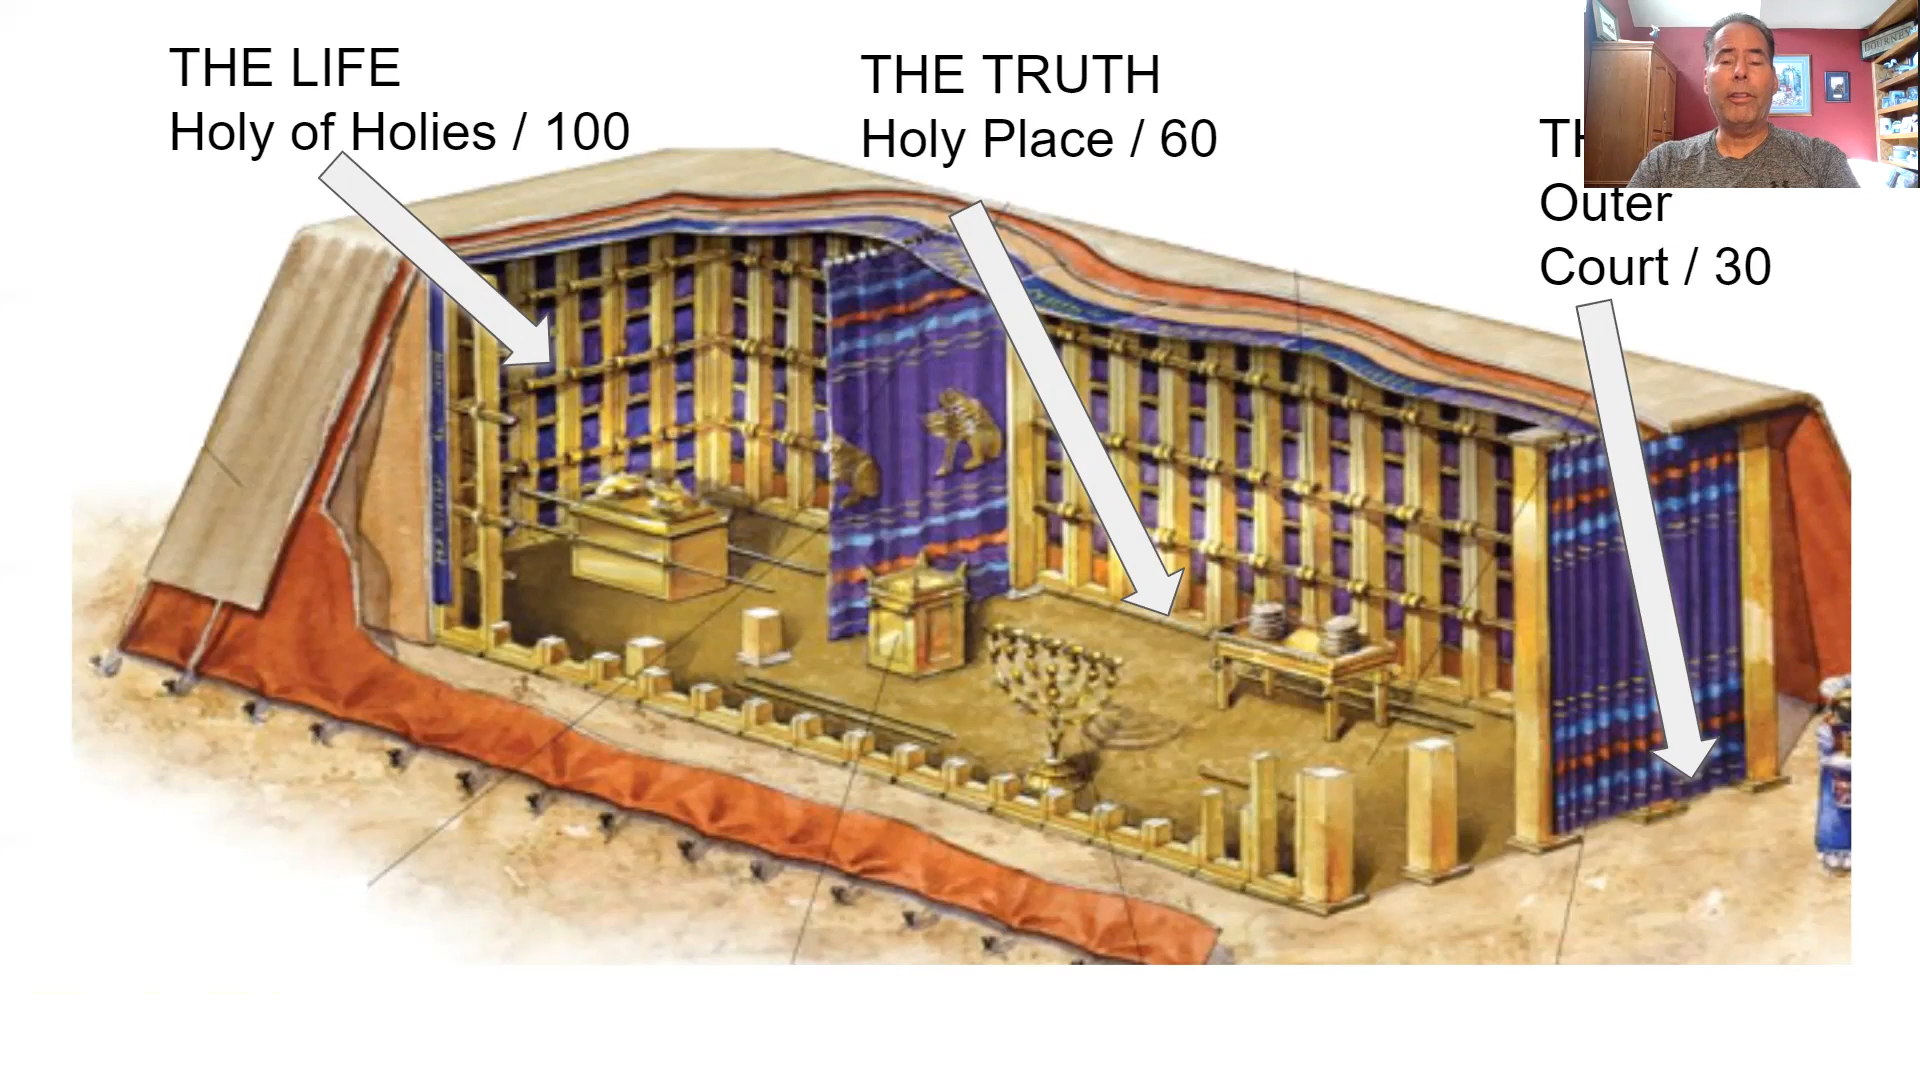 THE LIFE
Holy of Holies / 100
THE TRUTH
Holy Place / 60
Outer
Court / 30